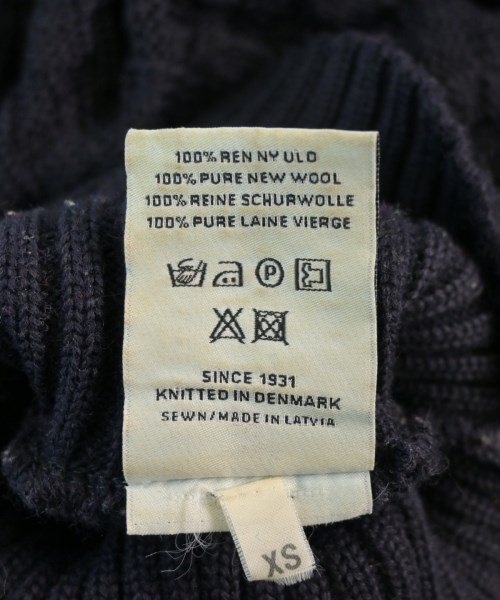 100% REN NY ULD
100% PURE NEW WOOL
100% REINE SCHURWOLLE
100% PURE LAINE VIERGE
P
SINCE 1931
KNITTED IN DENMARK
SEWN/MADE IN LATVIA
XS